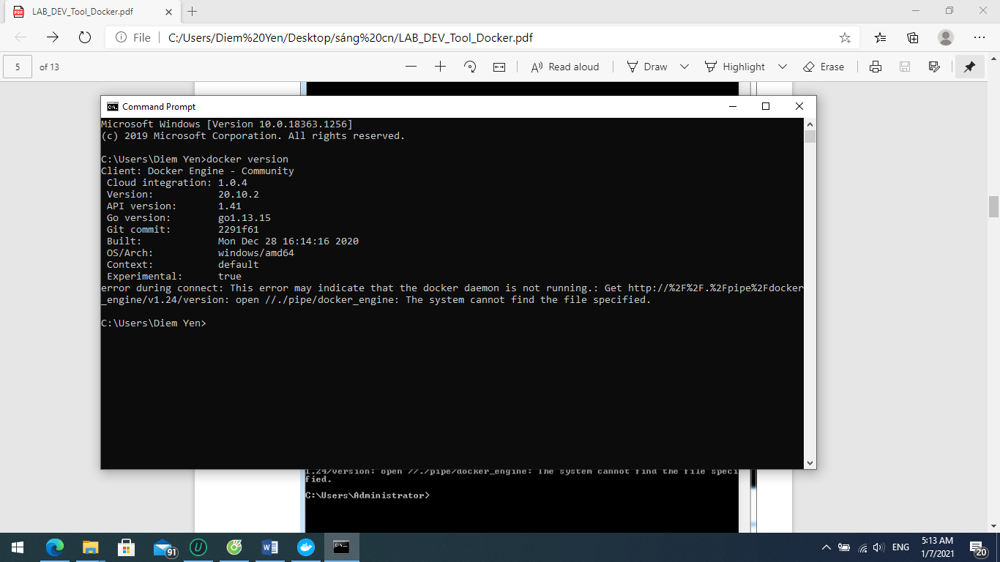 LAB_DEV_Tool_Docker.pdf
File
C:/Users/Diem%20Yen/Desktop/sáng%20cn/LAB_DEV_Tool_Docker.pdf
5 of 13
Read aloud
Draw
Highlight
Erase
Command Prompt
Microsoft Windows [Version 10.0.18363.1256]
(c) 2019 Microsoft Corporation. All rights reserved.
C:\Users\Diem Yen>docker version
Client: Docker Engine - Community
Cloud integration: 1.0.4
Version: 20.10.2
API version: 1.41
Go version: go1.13.15
Git commit: 2291f61
Built: Mon Dec 28 16:14:16 2020
OS/Arch: windows/amd64
Context: default
Experimental: true
error during connect: This error may indicate that the docker daemon is not running.: Get http://%2F%2F.%2Fpipe%2Fdocker
_engine/v1.24/version: open //./pipe/docker_engine: The system cannot find the file specified.
C:\Users\Diem Yen>
1.24/version: open //./pipe/docker_engine: The system cannot find the file speci
fied.
C:\Users\Administrator>
91
ENG
5:13 AM
1/7/2021
20